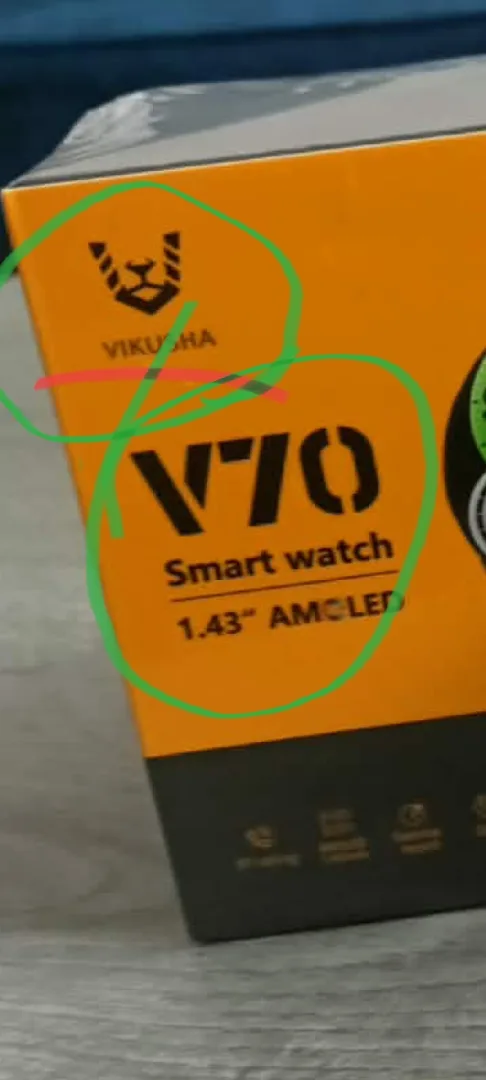 VIKUSHA
V70
Smart watch
1.43" AMOLED